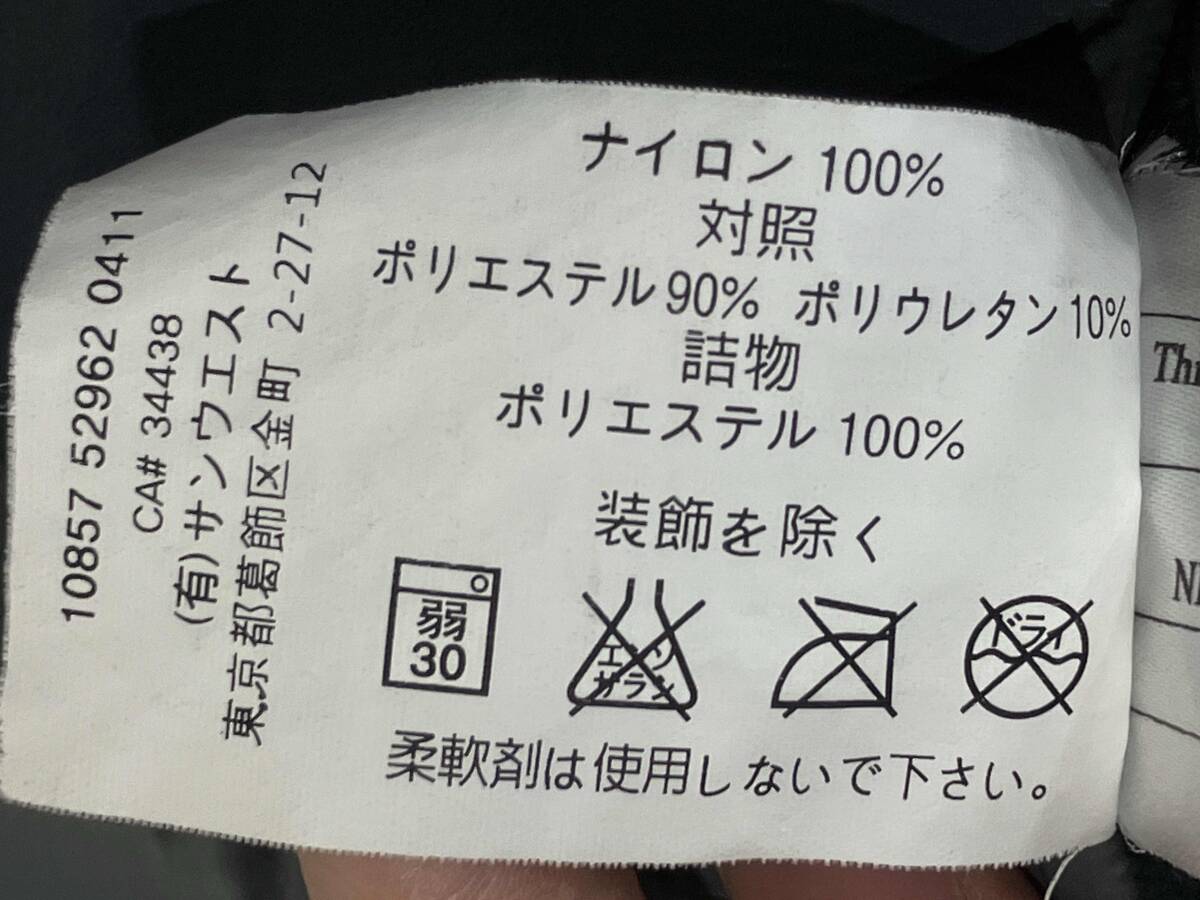 ナイロン 100%
対照
ポリエステル90% ポリウレタン10%
詰物
ポリエステル 100%
装飾を除く
弱
30
エンソ
サラシ
ドライ
柔軟剤は使用しないで下さい。
10857 52962 0411
CA# 34438
(有)サンウエスト
東京都葛飾区金町 2-27-12